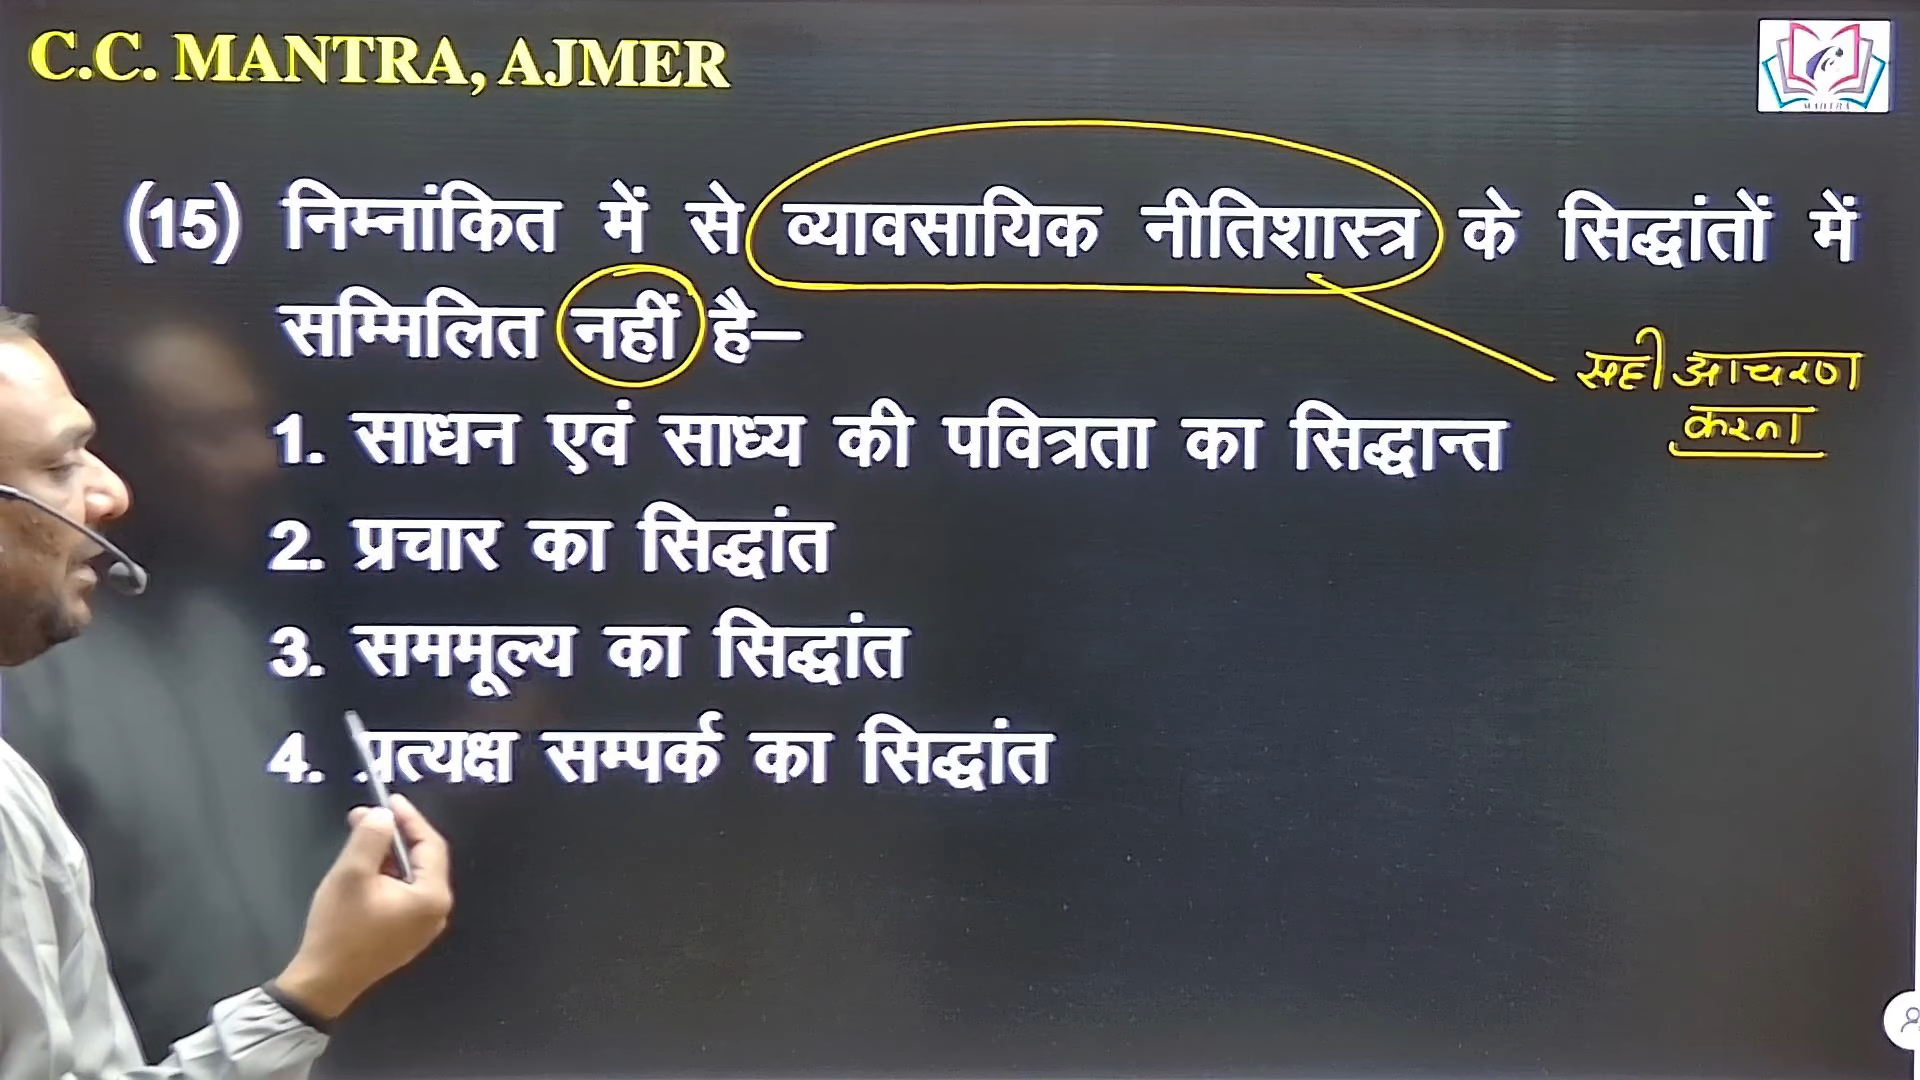 C.C. MANTRA, AJMER
MANTRA
(15) निम्नांकित में से व्यावसायिक नीतिशास्त्र के सिद्धांतों में
सम्मिलित नहीं है–
सही आचरण
करना
1. साधन एवं साध्य की पवित्रता का सिद्धान्त
2. प्रचार का सिद्धांत
3. सममूल्य का सिद्धांत
4. प्रत्यक्ष सम्पर्क का सिद्धांत